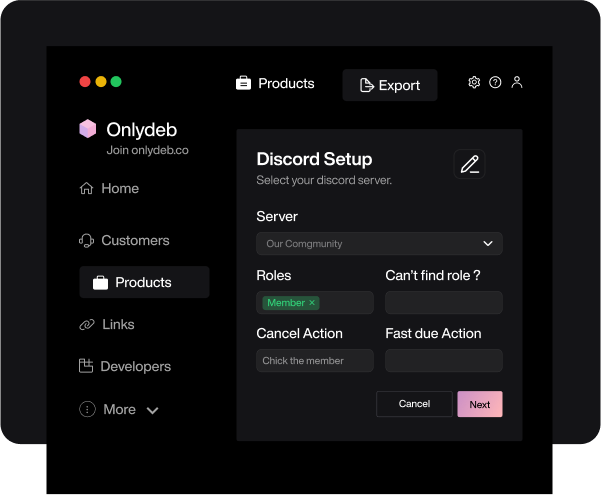 Products
Export
Onlydeb
Join onlydeb.co
Home
Customers
Products
Links
Developers
More
Discord Setup
Select your discord server.
Server
Our Comgmunity
Roles
Can't find role ?
Member ×
Cancel Action
Fast due Action
Chick the member
Cancel
Next